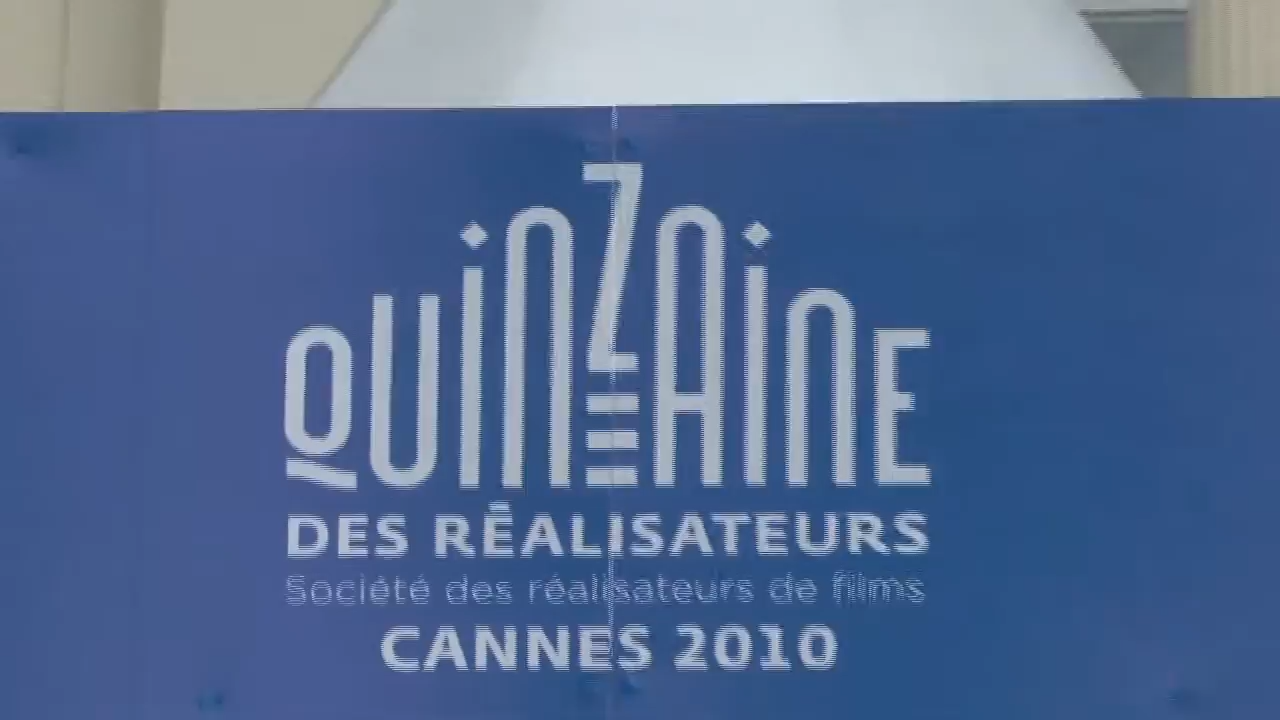 QUiNZAiNE
DES RÉALISATEURS
Société des réalisateurs de films
CANNES 2010